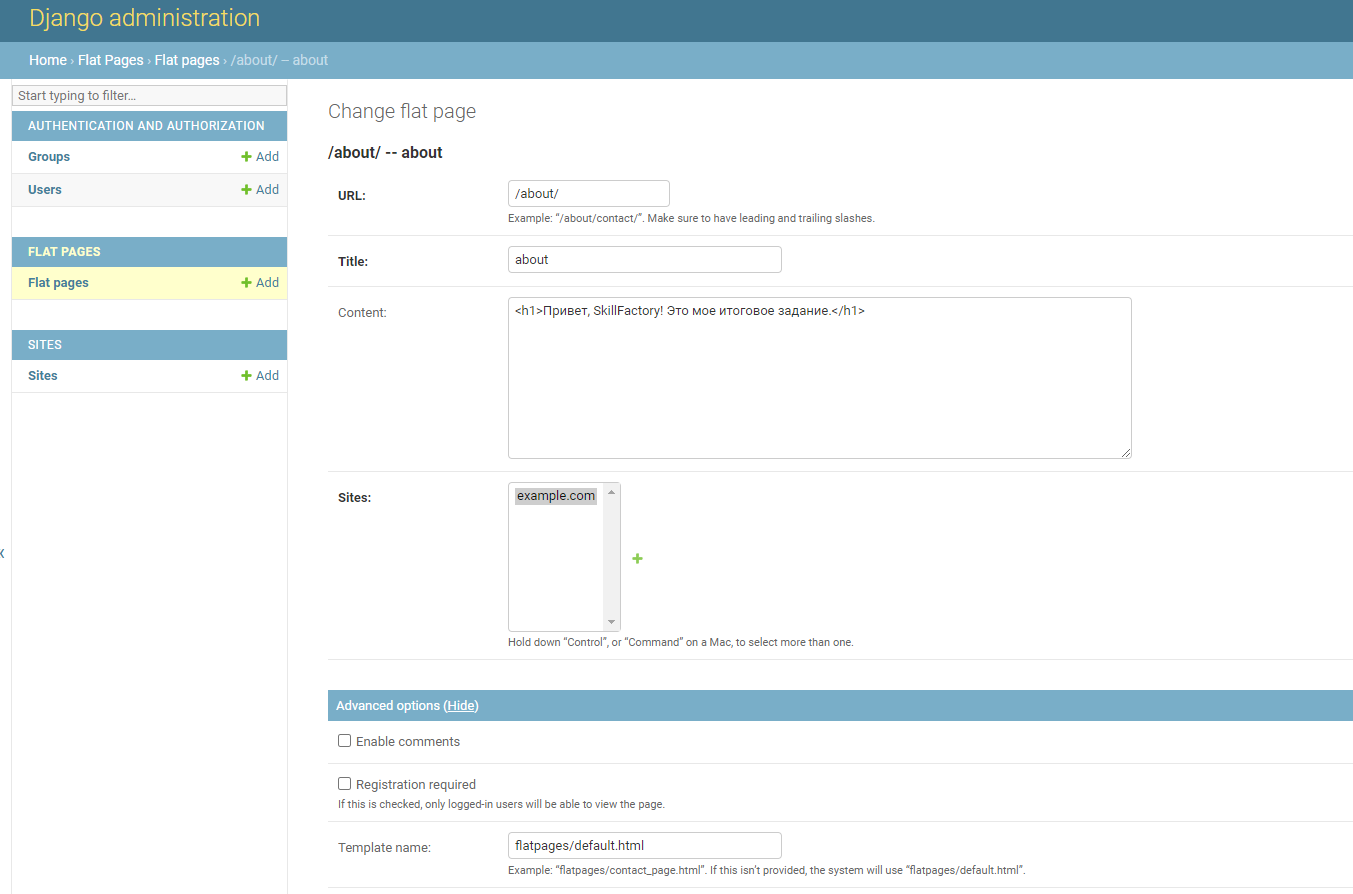 Django administration
Home › Flat Pages › Flat pages › /about/ – about
Start typing to filter...
AUTHENTICATION AND AUTHORIZATION
Groups + Add
Users + Add
FLAT PAGES
Flat pages + Add
SITES
Sites + Add
Change flat page
/about/ -- about
URL: /about/
Example: “/about/contact/”. Make sure to have leading and trailing slashes.
Title: about
Content: <h1>Привет, SkillFactory! Это мое итоговое задание.</h1>
Sites: example.com
Hold down “Control”, or “Command” on a Mac, to select more than one.
Advanced options (Hide)
Enable comments
Registration required
If this is checked, only logged-in users will be able to view the page.
Template name: flatpages/default.html
Example: “flatpages/contact_page.html”. If this isn’t provided, the system will use “flatpages/default.html”.